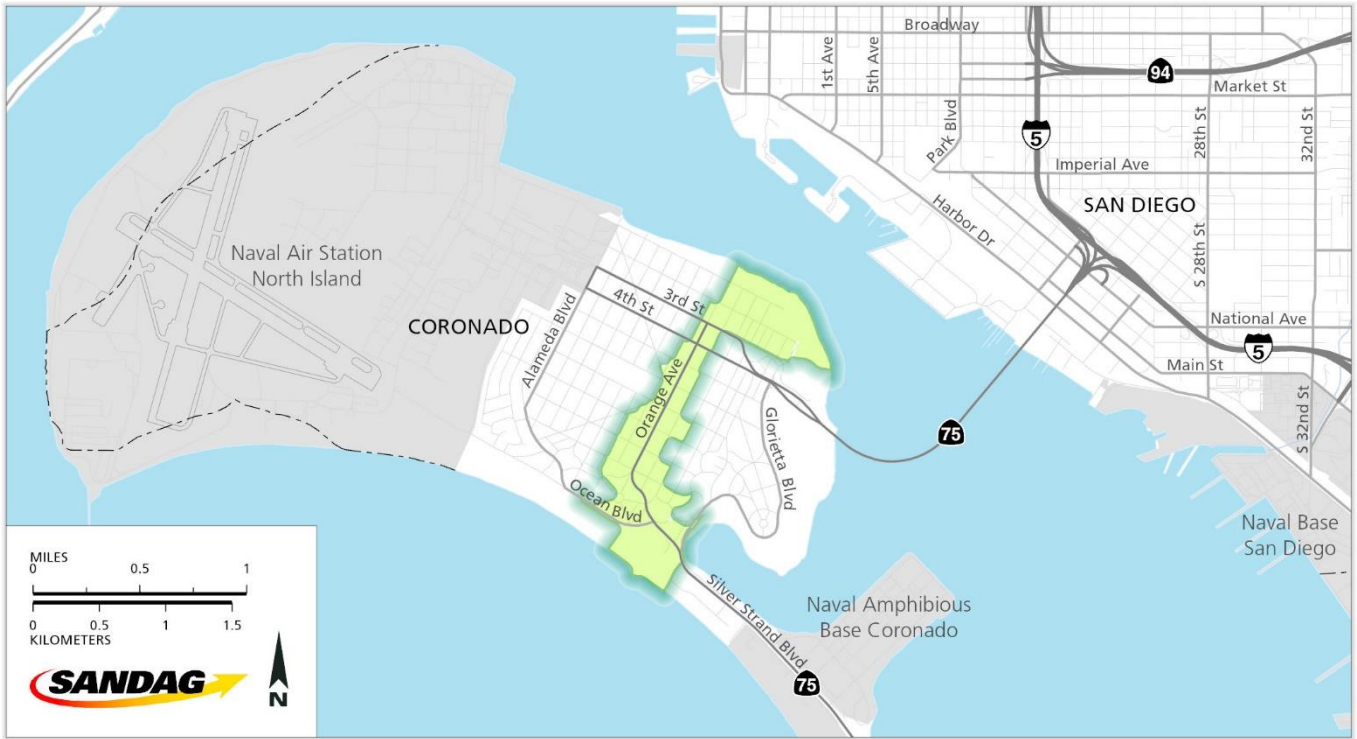 Broadway
1st Ave
5th Ave
94
Market St
Park Blvd
5
28th St
32nd St
Imperial Ave
SAN DIEGO
Harbor Dr
Naval Air Station
North Island
S 28th St
CORONADO
Alameda Blvd
3rd St
4th St
National Ave
5
Main St
Orange Ave
75
Glorietta Blvd
S 32nd St
Ocean Blvd
Naval Base
San Diego
Silver Strand Blvd
Naval Amphibious
Base Coronado
75
MILES
0 0.5 1
0 0.5 1 1.5
KILOMETERS
SANDAG
N